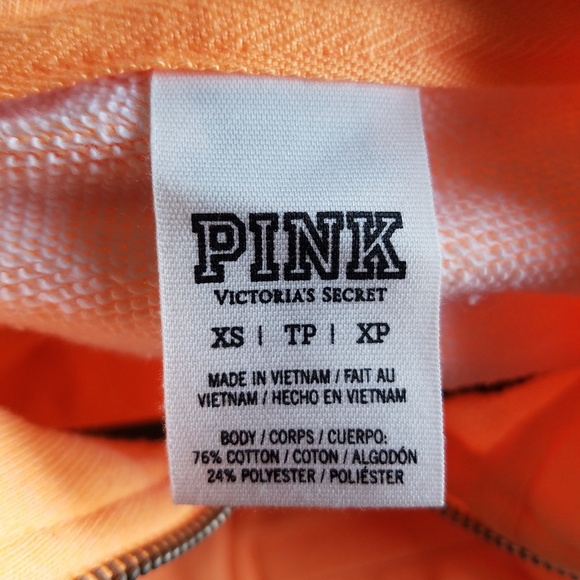 PINK
VICTORIA'S SECRET
XS | TP | XP
MADE IN VIETNAM / FAIT AU
VIETNAM / HECHO EN VIETNAM
BODY / CORPS / CUERPO:
76% COTTON / COTON / ALGODÓN
24% POLYESTER / POLIÉSTER